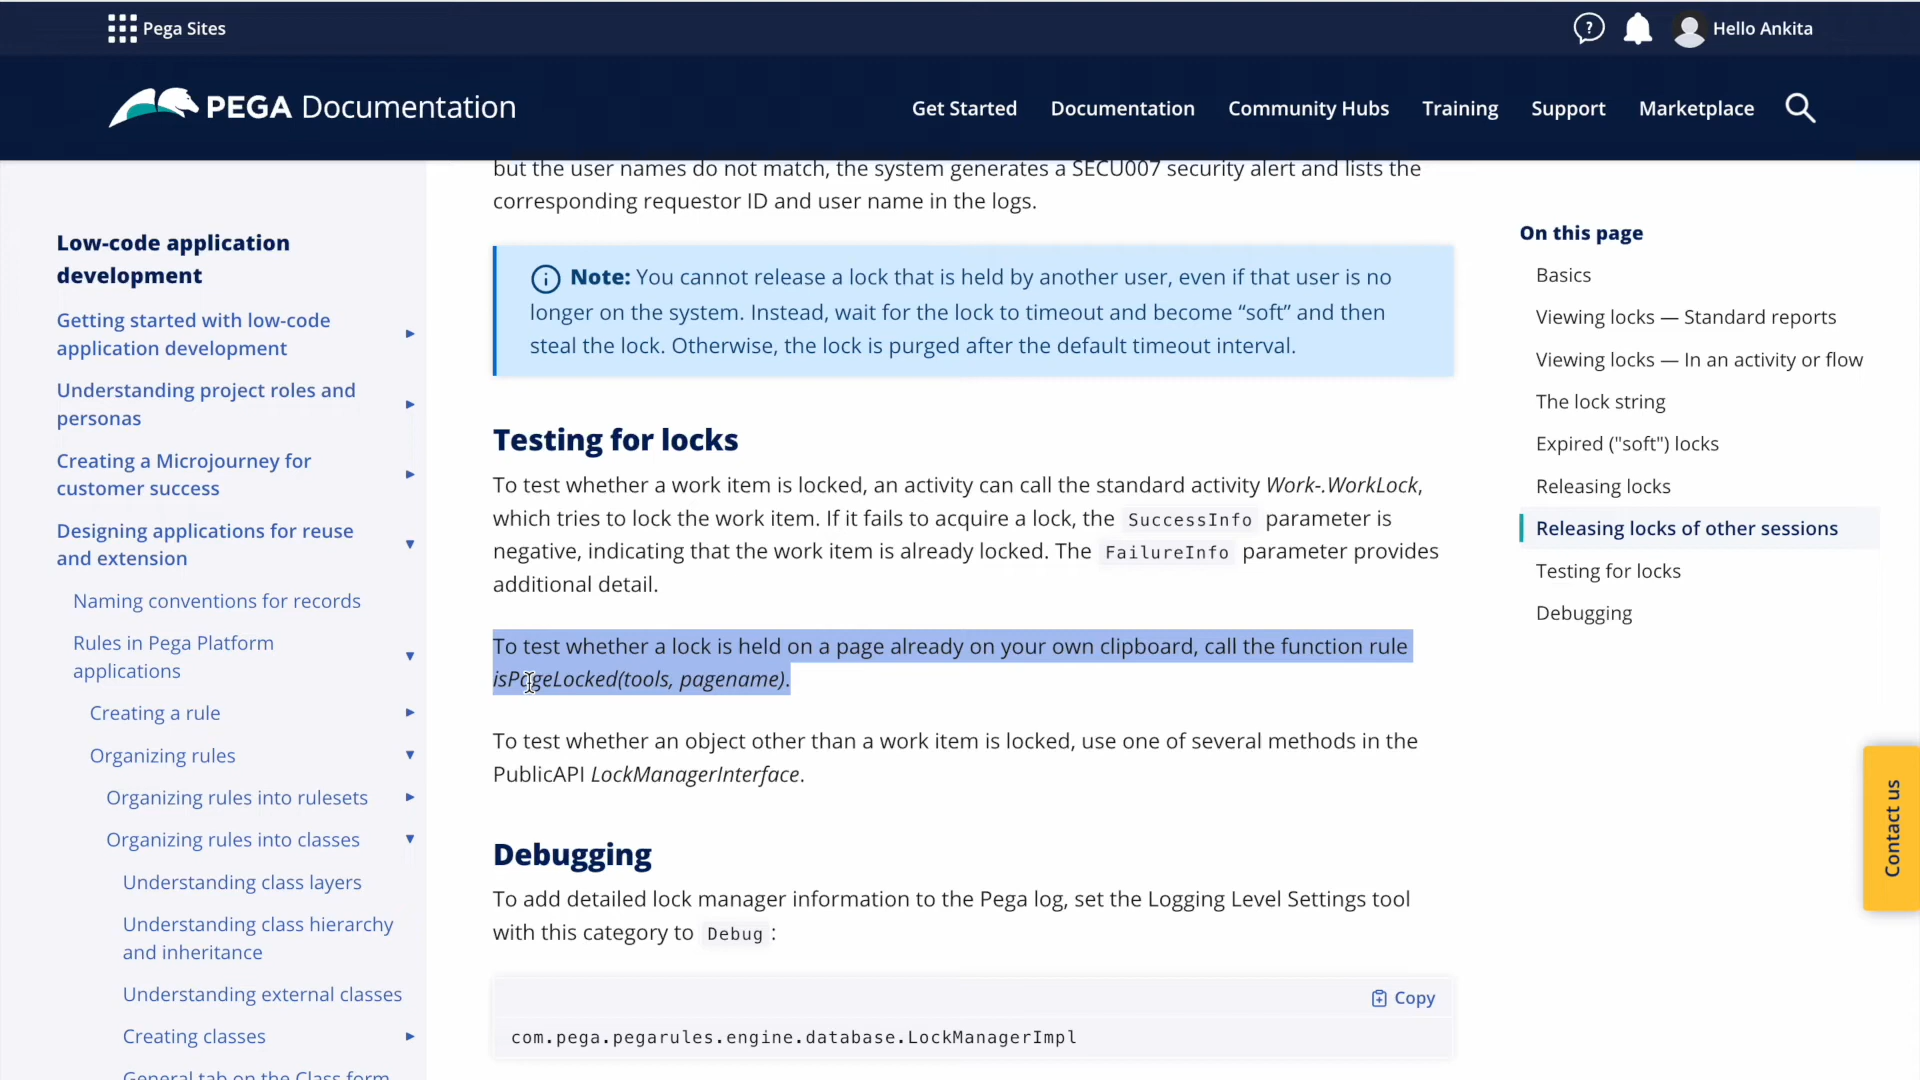 Pega Sites
Hello Ankita
PEGA Documentation
Get Started
Documentation
Community Hubs
Training
Support
Marketplace
Low-code application
development
Getting started with low-code
application development
Understanding project roles and
personas
Creating a Microjourney for
customer success
Designing applications for reuse
and extension
Naming conventions for records
Rules in Pega Platform
applications
Creating a rule
Organizing rules
Organizing rules into rulesets
Organizing rules into classes
Understanding class layers
Understanding class hierarchy
and inheritance
Understanding external classes
Creating classes
General tab on the Class form
but the user names do not match, the system generates a SECU007 security alert and lists the
corresponding requestor ID and user name in the logs.
Note: You cannot release a lock that is held by another user, even if that user is no
longer on the system. Instead, wait for the lock to timeout and become “soft” and then
steal the lock. Otherwise, the lock is purged after the default timeout interval.
Testing for locks
To test whether a work item is locked, an activity can call the standard activity Work-.WorkLock,
which tries to lock the work item. If it fails to acquire a lock, the SuccessInfo parameter is
negative, indicating that the work item is already locked. The FailureInfo parameter provides
additional detail.
To test whether a lock is held on a page already on your own clipboard, call the function rule
isPageLocked(tools, pagename).
To test whether an object other than a work item is locked, use one of several methods in the
PublicAPI LockManagerInterface.
Debugging
To add detailed lock manager information to the Pega log, set the Logging Level Settings tool
with this category to Debug :
Copy
com.pega.pegarules.engine.database.LockManagerImpl
On this page
Basics
Viewing locks — Standard reports
Viewing locks — In an activity or flow
The lock string
Expired ("soft") locks
Releasing locks
Releasing locks of other sessions
Testing for locks
Debugging
Contact us